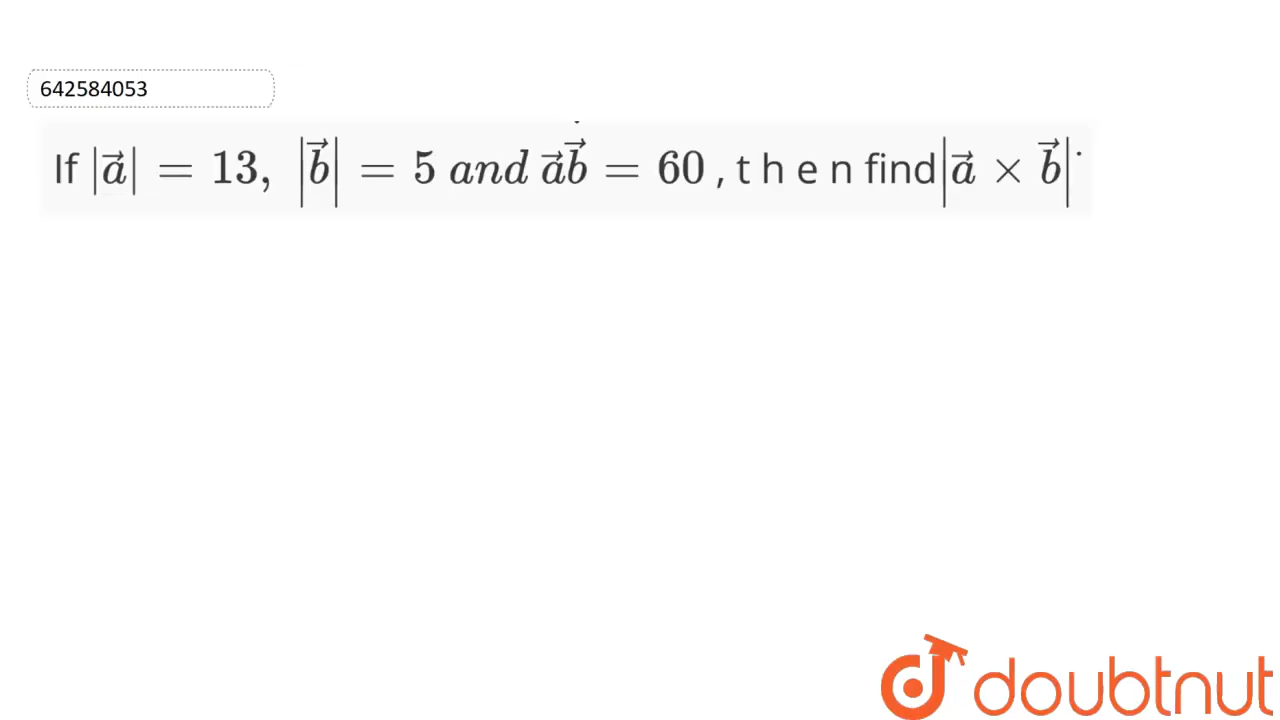 642584053
If |a⃗| = 13, |b⃗| = 5 and a⃗b⃗ = 60 , t h e n find|a⃗ × b⃗|˙
doubtnut